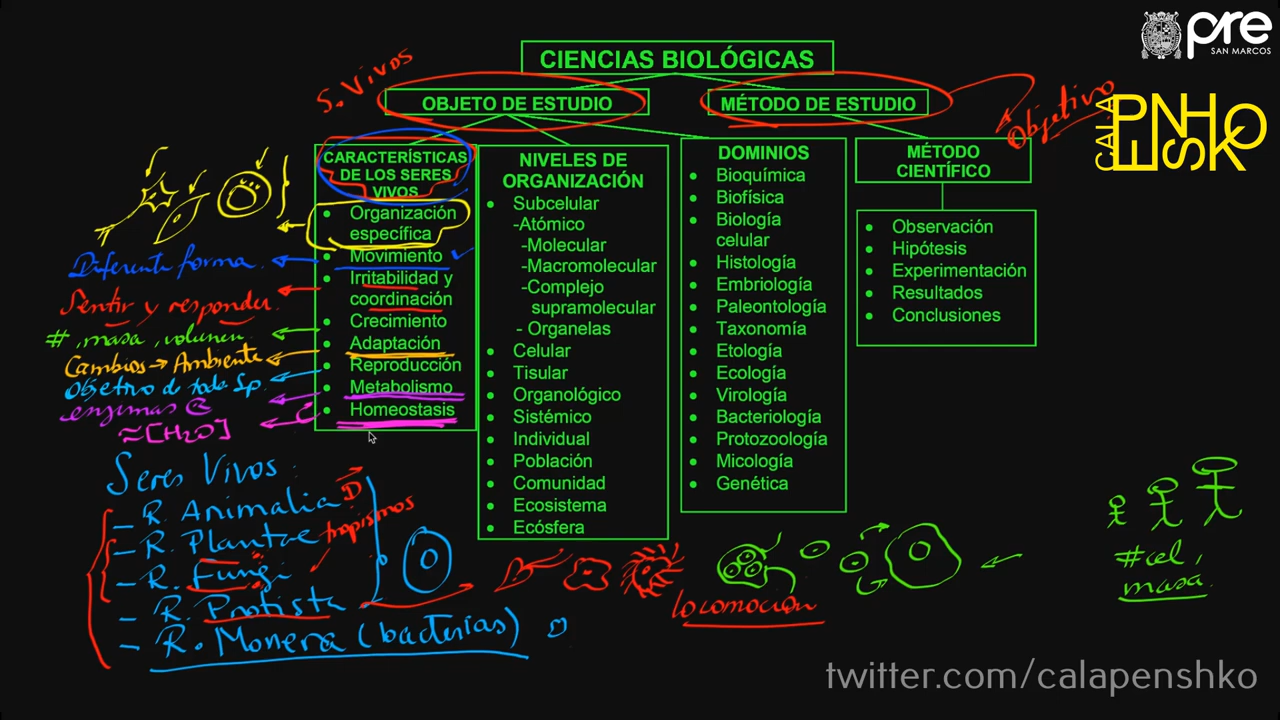 CIENCIAS BIOLÓGICAS
pre
SAN MARCOS
CALA
PENSHKO
S. Vivos
OBJETO DE ESTUDIO
MÉTODO DE ESTUDIO
Objetivo
CARACTERÍSTICAS
DE LOS SERES
VIVOS
• Organización
específica
• Movimiento
• Irritabilidad y
coordinación
• Crecimiento
• Adaptación
• Reproducción
• Metabolismo
• Homeostasis
Diferente forma.
Sentir y responder.
#, masa, volumen
Cambios → Ambiente
Objetivo de toda Sp.
enzimas
≈[H2O]
NIVELES DE
ORGANIZACIÓN
• Subcelular
-Atómico
-Molecular
-Macromolecular
-Complejo
supramolecular
- Organelas
• Celular
• Tisular
• Organológico
• Sistémico
• Individual
• Población
• Comunidad
• Ecosistema
• Ecósfera
DOMINIOS
• Bioquímica
• Biofísica
• Biología
celular
• Histología
• Embriología
• Paleontología
• Taxonomía
• Etología
• Ecología
• Virología
• Bacteriología
• Protozoología
• Micología
• Genética
MÉTODO
CIENTÍFICO
• Observación
• Hipótesis
• Experimentación
• Resultados
• Conclusiones
Seres Vivos:
- R. Animalia D
- R. Plantae tropismos
- R. Fungi
- R. Protista
- R. Monera (bacterias)
locomoción
#cel,
masa.
twitter.com/calapenshko